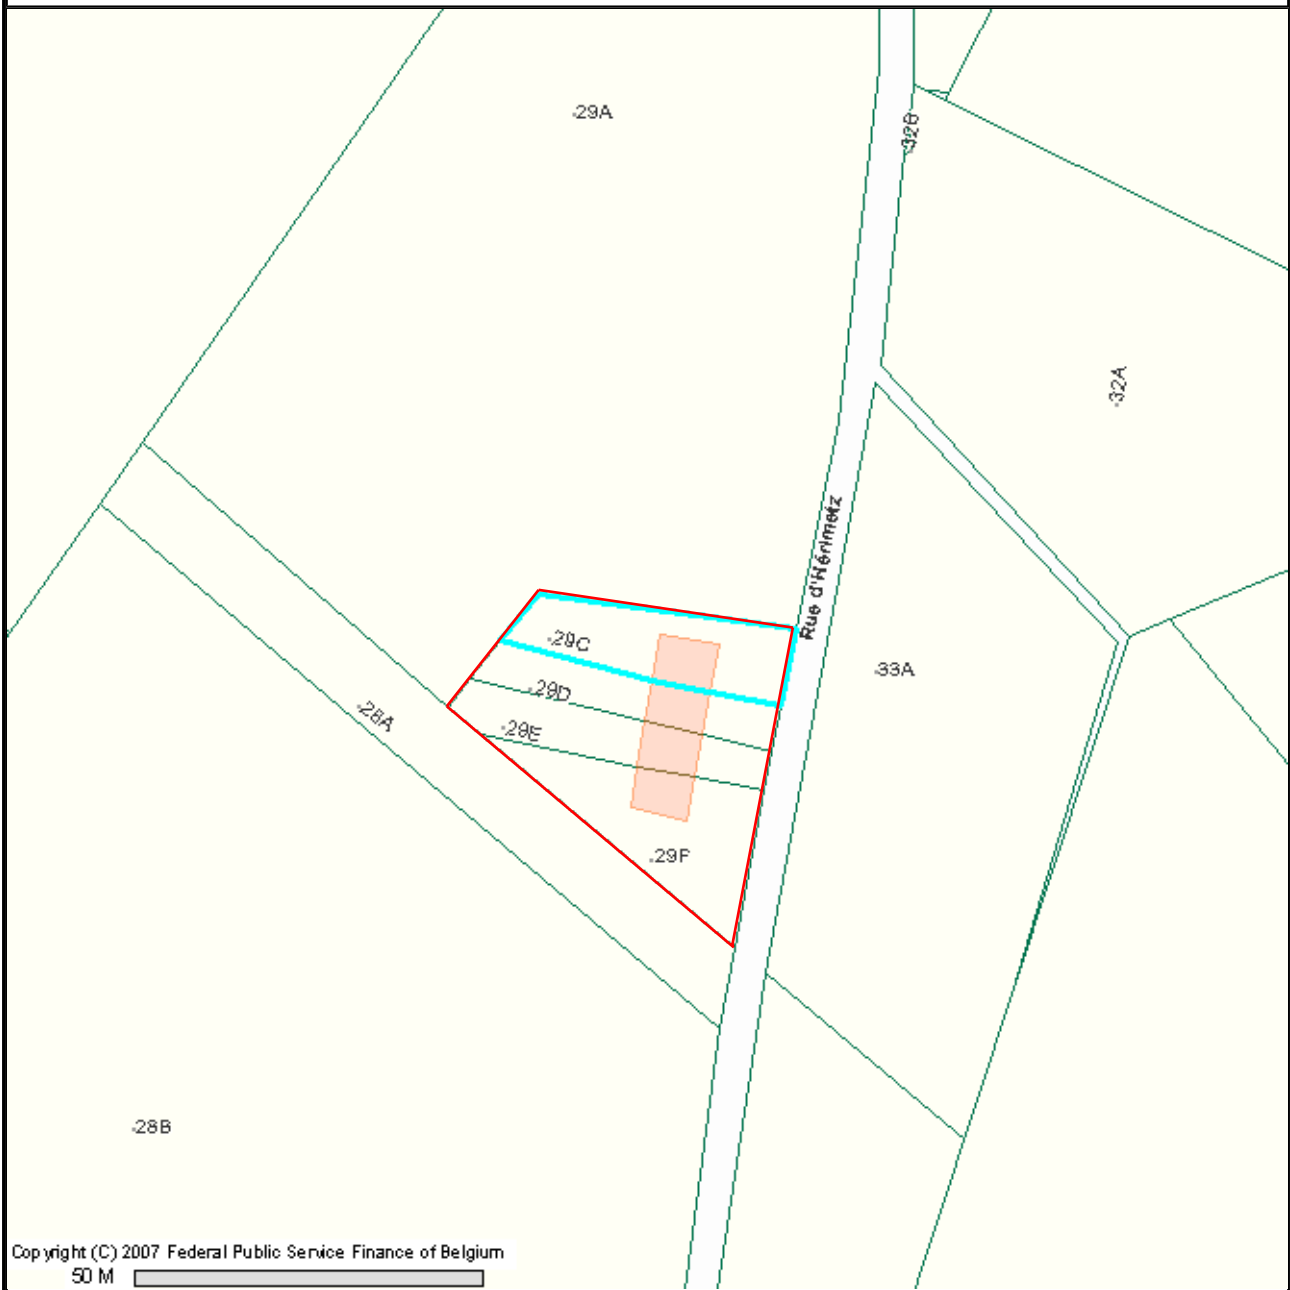 29A
32B
32A
Rue d'Hérimetz
29C
33A
29D
28A
29E
29F
28B
Copyright (C) 2007 Federal Public Service Finance of Belgium
50 M